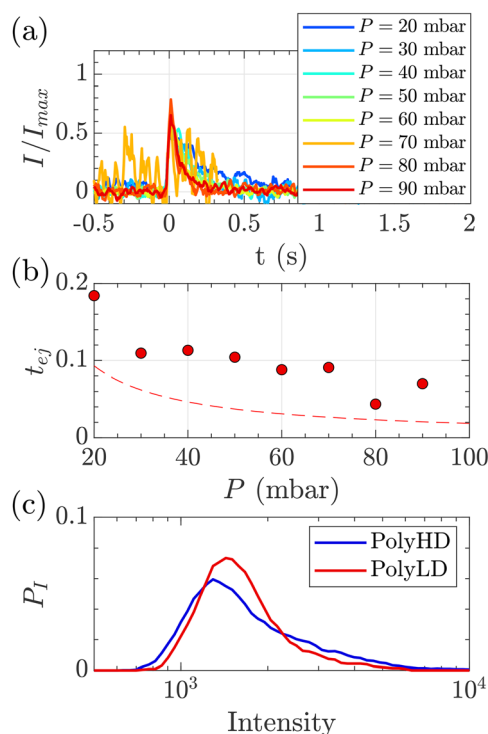 (a)
I/I_max
1
0.5
0
-0.5
0
0.5
1
1.5
2
t (s)
P = 20 mbar
P = 30 mbar
P = 40 mbar
P = 50 mbar
P = 60 mbar
P = 70 mbar
P = 80 mbar
P = 90 mbar
(b)
t_ej
0.2
0.1
0
20
40
60
80
100
P (mbar)
(c)
P_I
0.1
0
10^3
10^4
Intensity
PolyHD
PolyLD